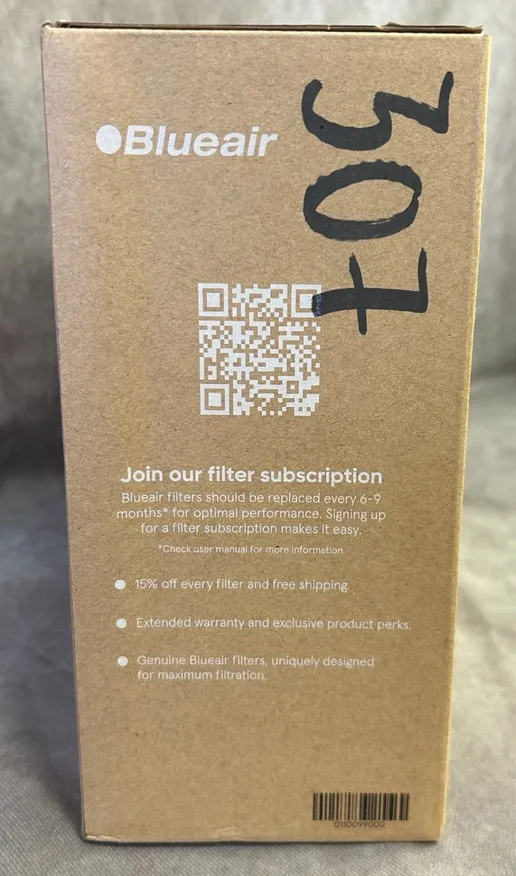 Blueair
307
Join our filter subscription
Blueair filters should be replaced every 6-9
months* for optimal performance. Signing up
for a filter subscription makes it easy.
*Check user manual for more information.
15% off every filter and free shipping.
Extended warranty and exclusive product perks.
Genuine Blueair filters, uniquely designed
for maximum filtration.
0110099000